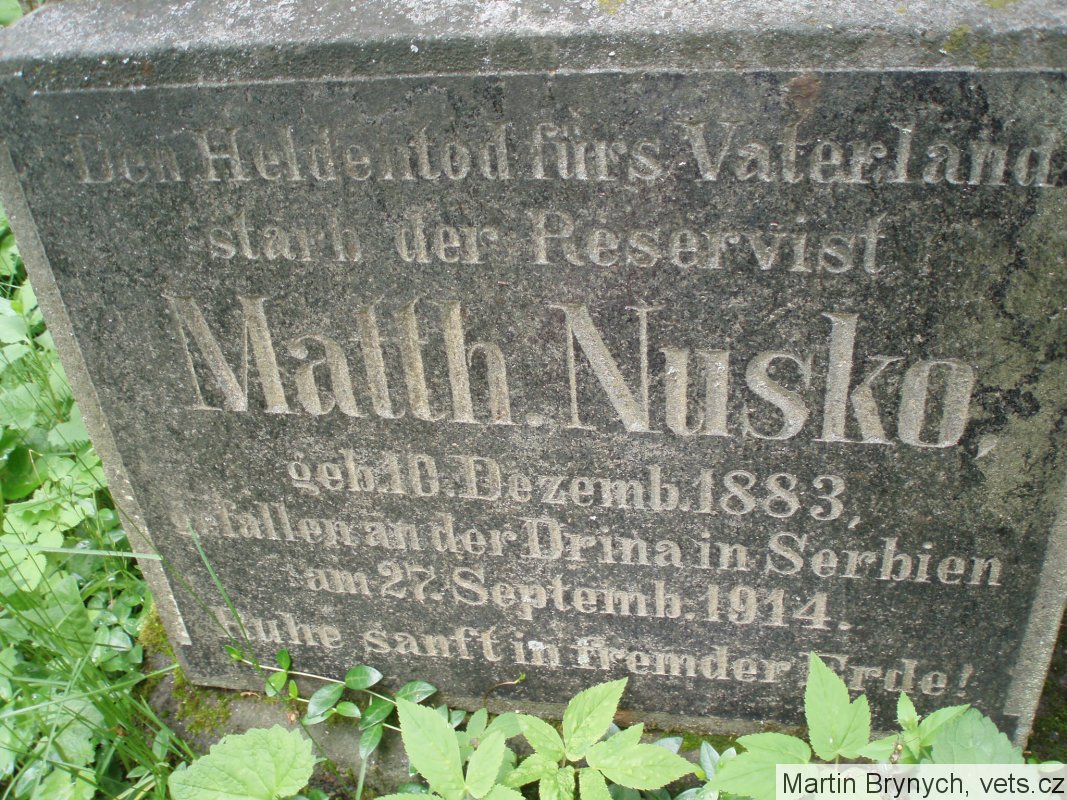 Den Heldentod fürs Vaterland
starb der Reservist
Matth. Nusko,
geb. 10. Dezemb. 1883,
gefallen an der Drina in Serbien
am 27. Septemb. 1914.
Ruhe sanft in fremder Erde!
Martin Brynych, vets.cz